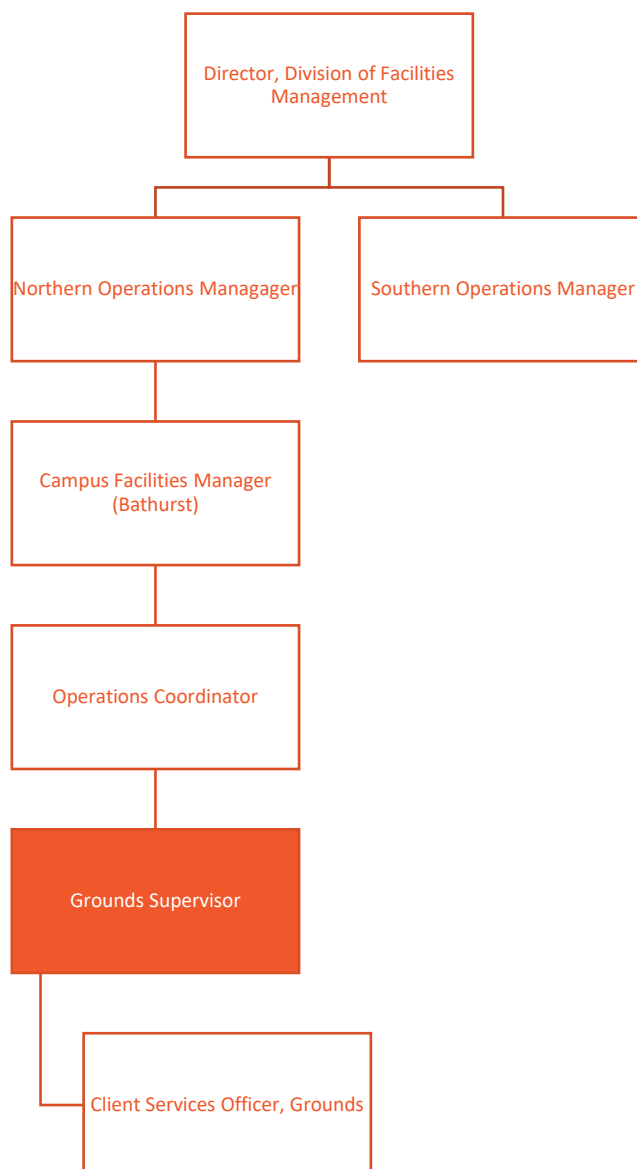 Director, Division of Facilities
Management
Northern Operations Managager
Southern Operations Manager
Campus Facilities Manager
(Bathurst)
Operations Coordinator
Grounds Supervisor
Client Services Officer, Grounds